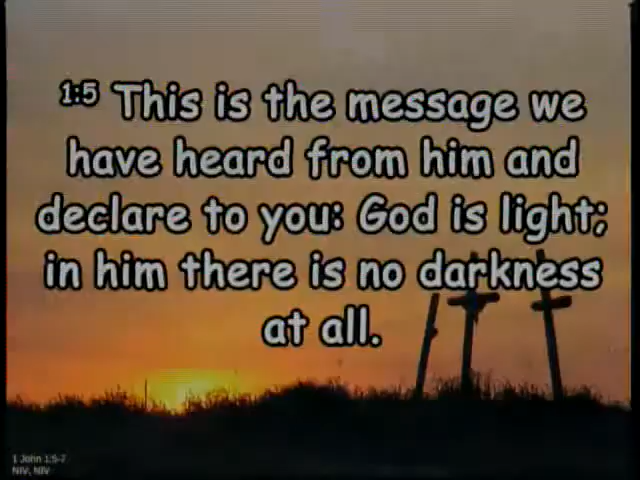 1:5 This is the message we
have heard from him and
declare to you: God is light;
in him there is no darkness
at all.
1 John 1:5-7
NIV, NIV